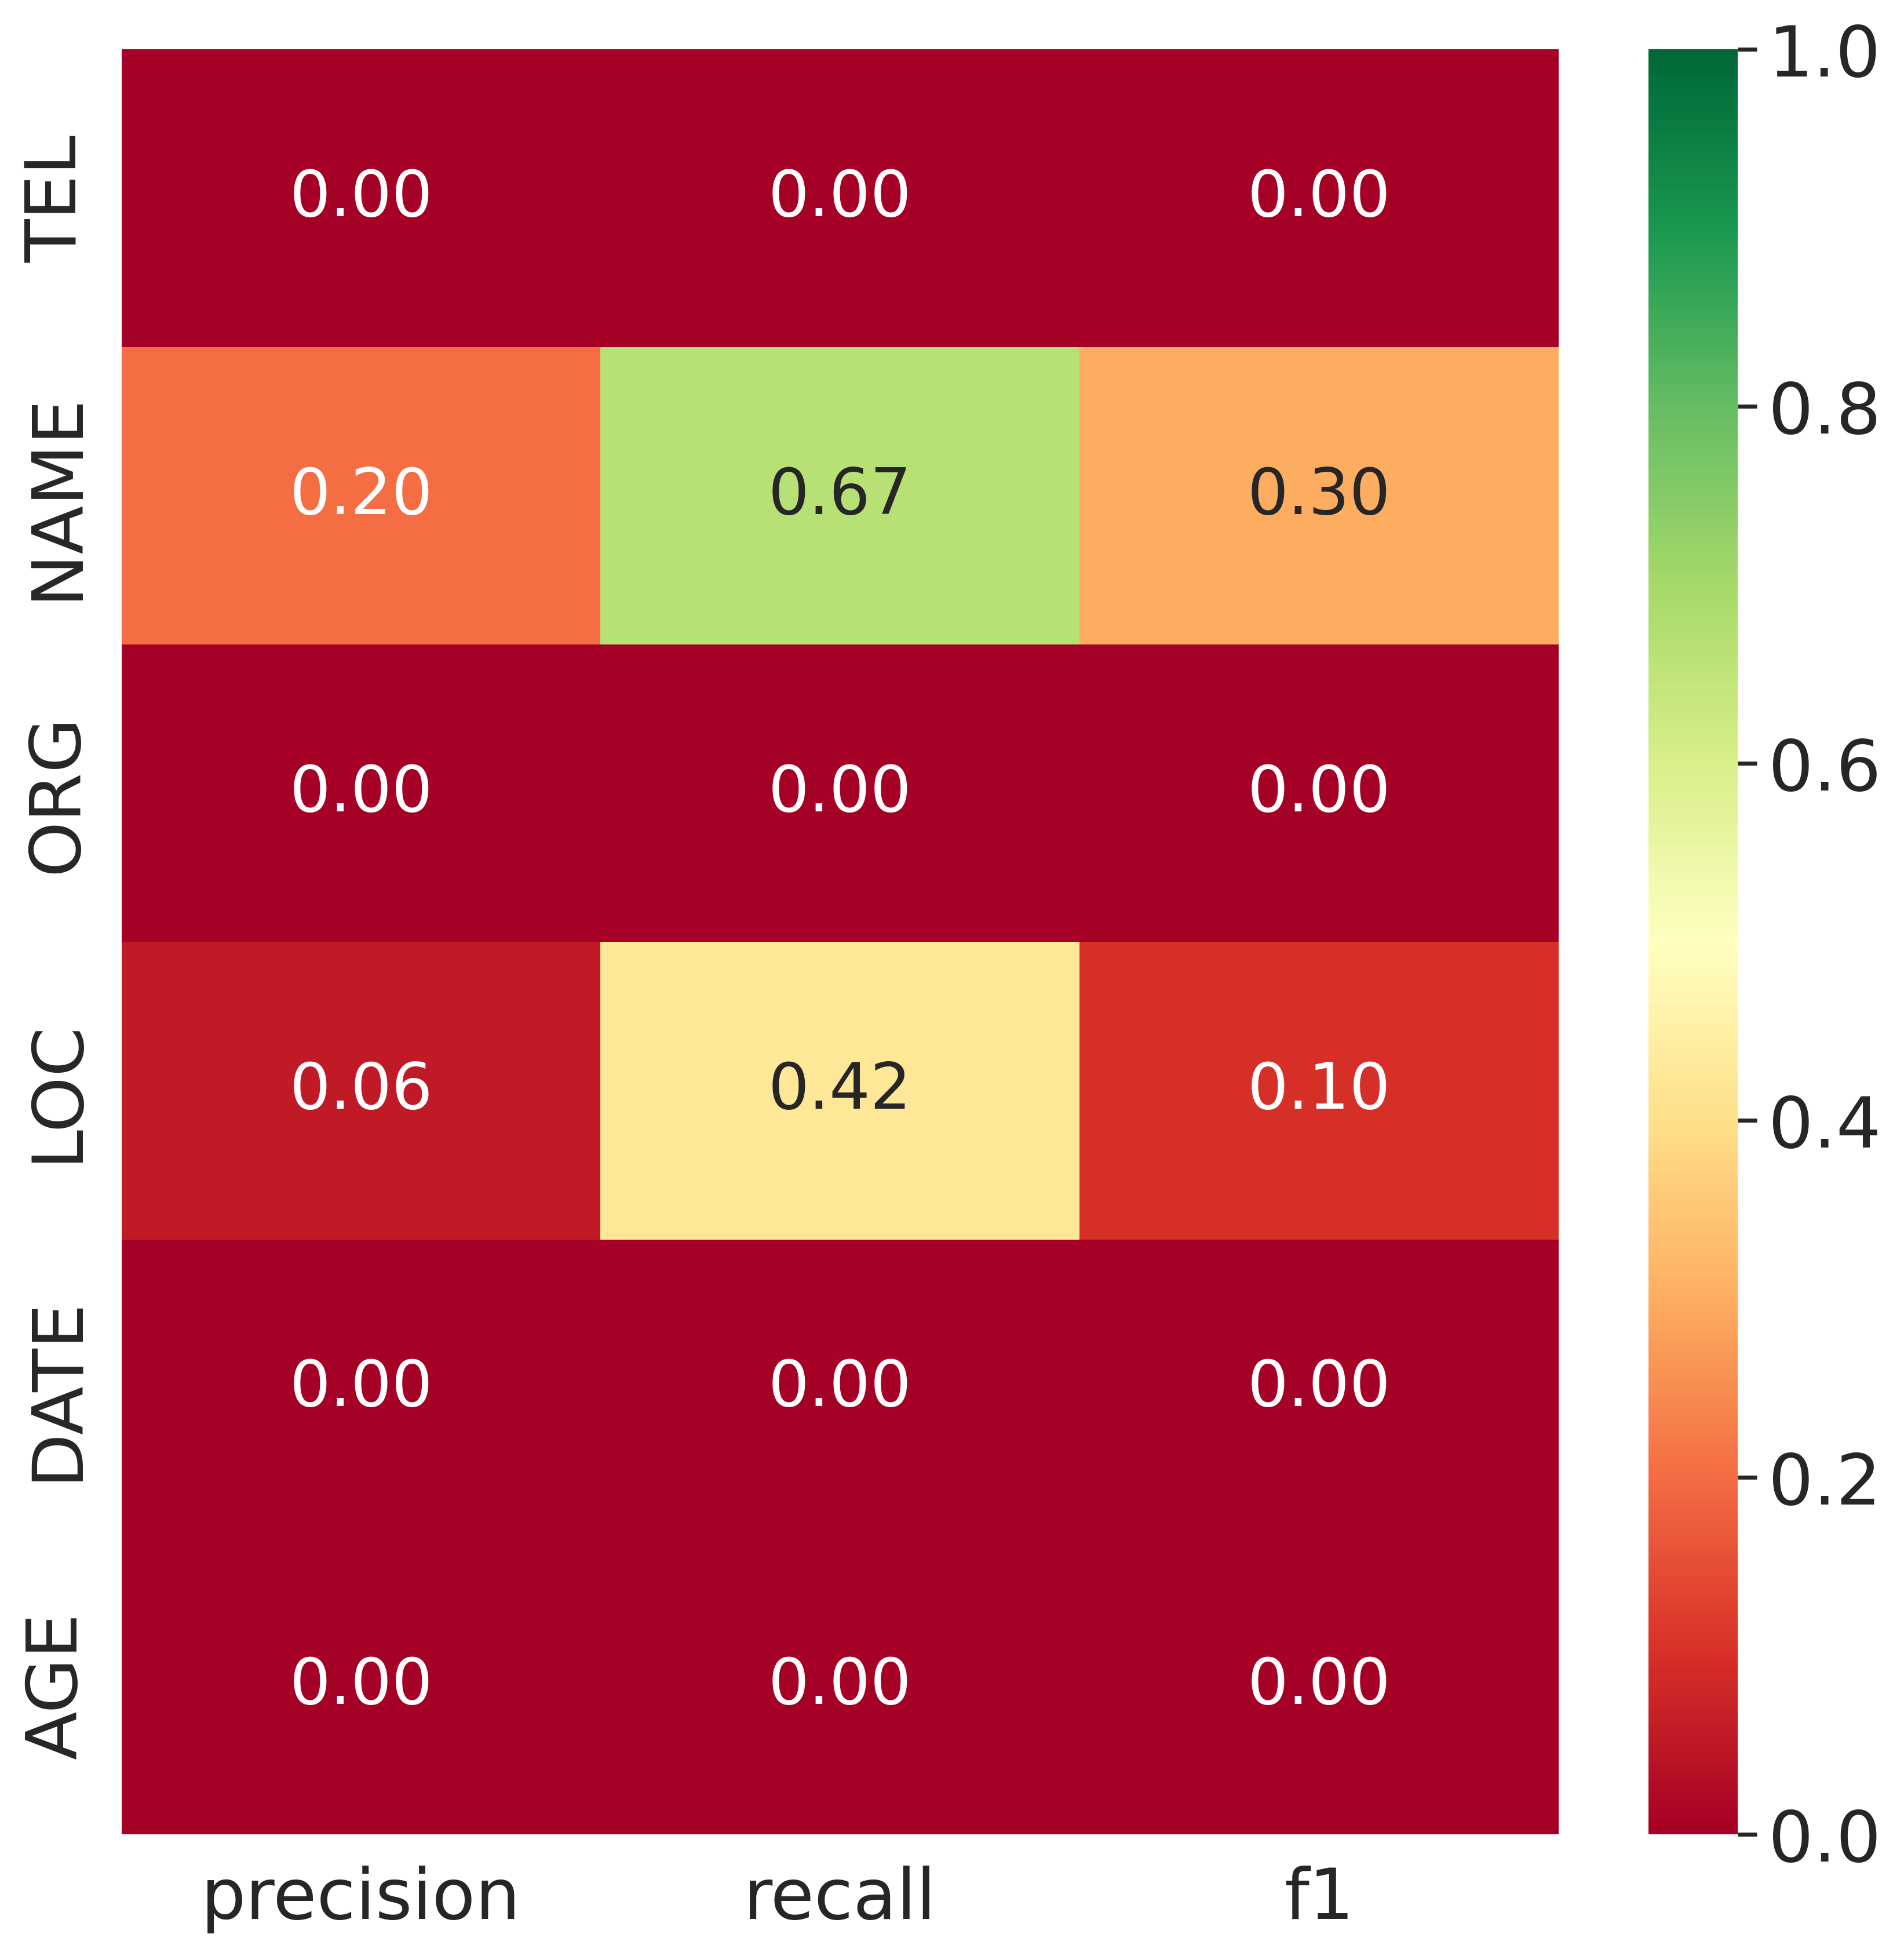 TEL 0.00 0.00 0.00
NAME 0.20 0.67 0.30
ORG 0.00 0.00 0.00
LOC 0.06 0.42 0.10
DATE 0.00 0.00 0.00
AGE 0.00 0.00 0.00
precision recall f1
1.0
0.8
0.6
0.4
0.2
0.0